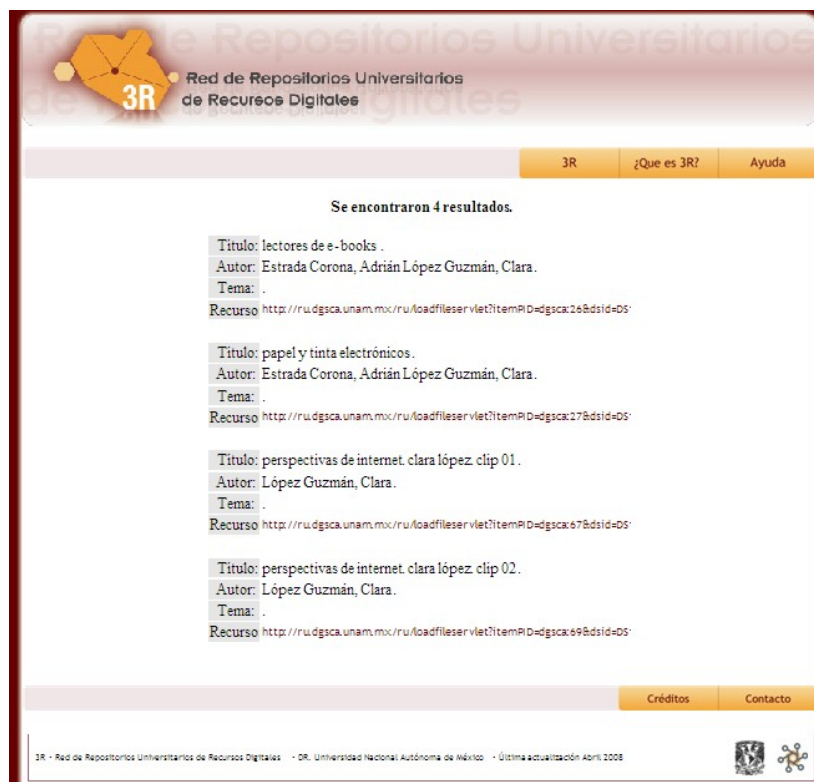 de Repositorios Universitarios
3R
Red de Repositorios Universitarios
de Recursos Digitales
3R ¿Que es 3R? Ayuda
Se encontraron 4 resultados.
Titulo: lectores de e-books .
Autor: Estrada Corona, Adrián López Guzmán, Clara.
Tema: .
Recurso http://ru.dgsca.unam.mx/ru/loadfileservlet?itemPID=dgsca:26&dsid=DS
Titulo: papel y tinta electrónicos.
Autor: Estrada Corona, Adrián López Guzmán, Clara.
Tema: .
Recurso http://ru.dgsca.unam.mx/ru/loadfileservlet?itemPID=dgsca:27&dsid=DS
Titulo: perspectivas de internet. clara lópez. clip 01.
Autor: López Guzmán, Clara.
Tema: .
Recurso http://ru.dgsca.unam.mx/ru/loadfileservlet?itemPID=dgsca:67&dsid=DS
Titulo: perspectivas de internet. clara lópez. clip 02.
Autor: López Guzmán, Clara.
Tema: .
Recurso http://ru.dgsca.unam.mx/ru/loadfileservlet?itemPID=dgsca:69&dsid=DS
Créditos Contacto
3R - Red de Repositorios Universitarios de Recursos Digitales - DR. Universidad Nacional Autónoma de México - Última actualización Abril 2008